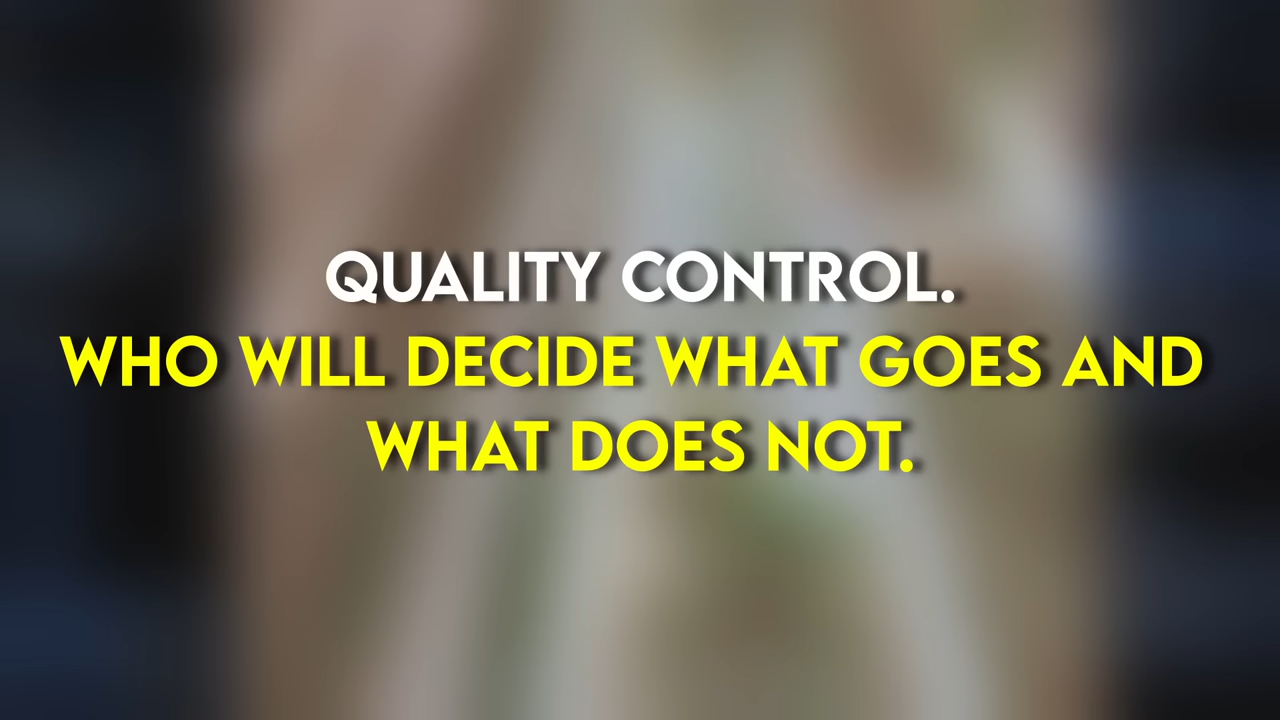 QUALITY CONTROL.
WHO WILL DECIDE WHAT GOES AND
WHAT DOES NOT.